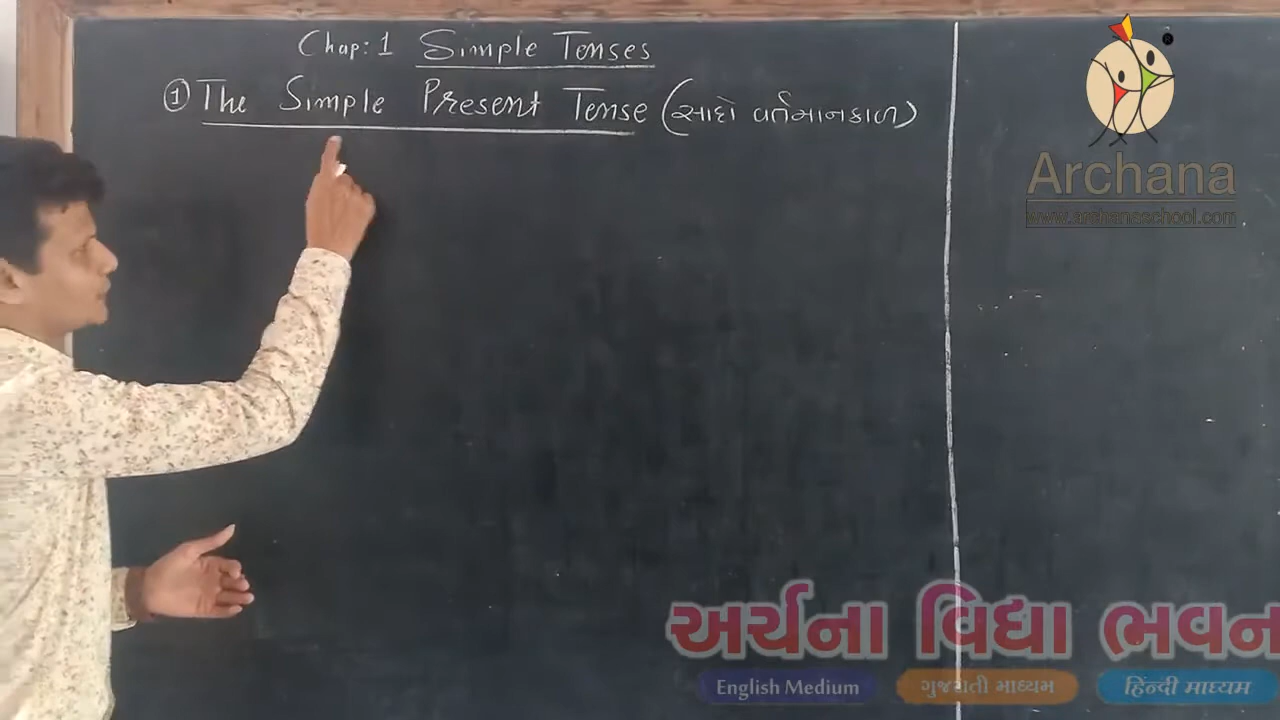 Chap: 1 Simple Tenses
① The Simple Present Tense (સાદો વર્તમાનકાળ)
Archana
www.archanaschool.com
અર્ચના વિદ્યા ભવન
English Medium ગુજરાતી માધ્યમ હિન્દી માધ્યમ